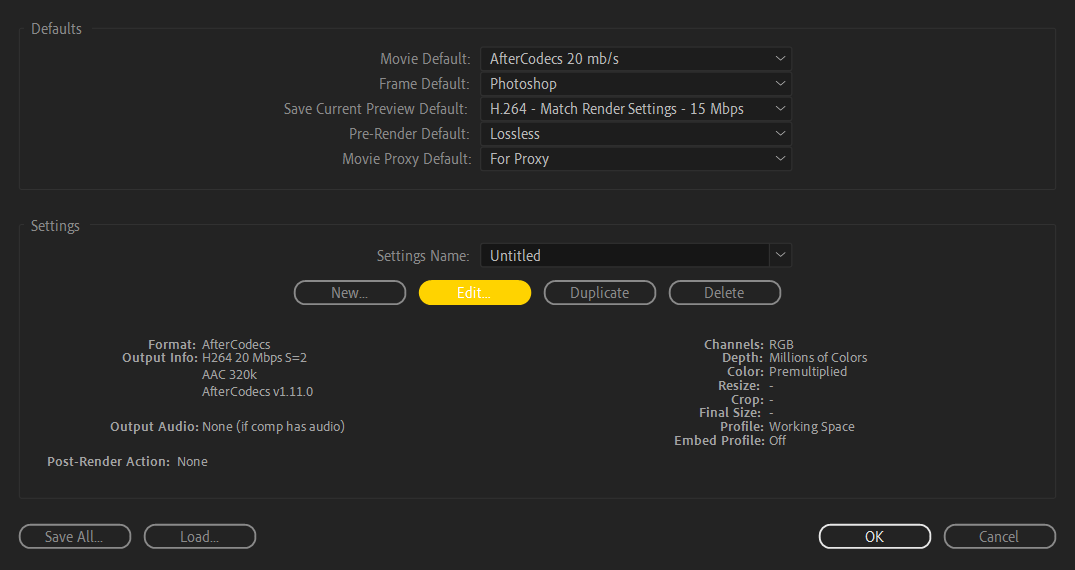 Defaults
Movie Default: AfterCodecs 20 mb/s
Frame Default: Photoshop
Save Current Preview Default: H.264 - Match Render Settings - 15 Mbps
Pre-Render Default: Lossless
Movie Proxy Default: For Proxy
Settings
Settings Name: Untitled
New... Edit... Duplicate Delete
Format: AfterCodecs
Output Info: H264 20 Mbps S=2
AAC 320k
AfterCodecs v1.11.0
Output Audio: None (if comp has audio)
Post-Render Action: None
Channels: RGB
Depth: Millions of Colors
Color: Premultiplied
Resize: -
Crop: -
Final Size: -
Profile: Working Space
Embed Profile: Off
Save All... Load... OK Cancel